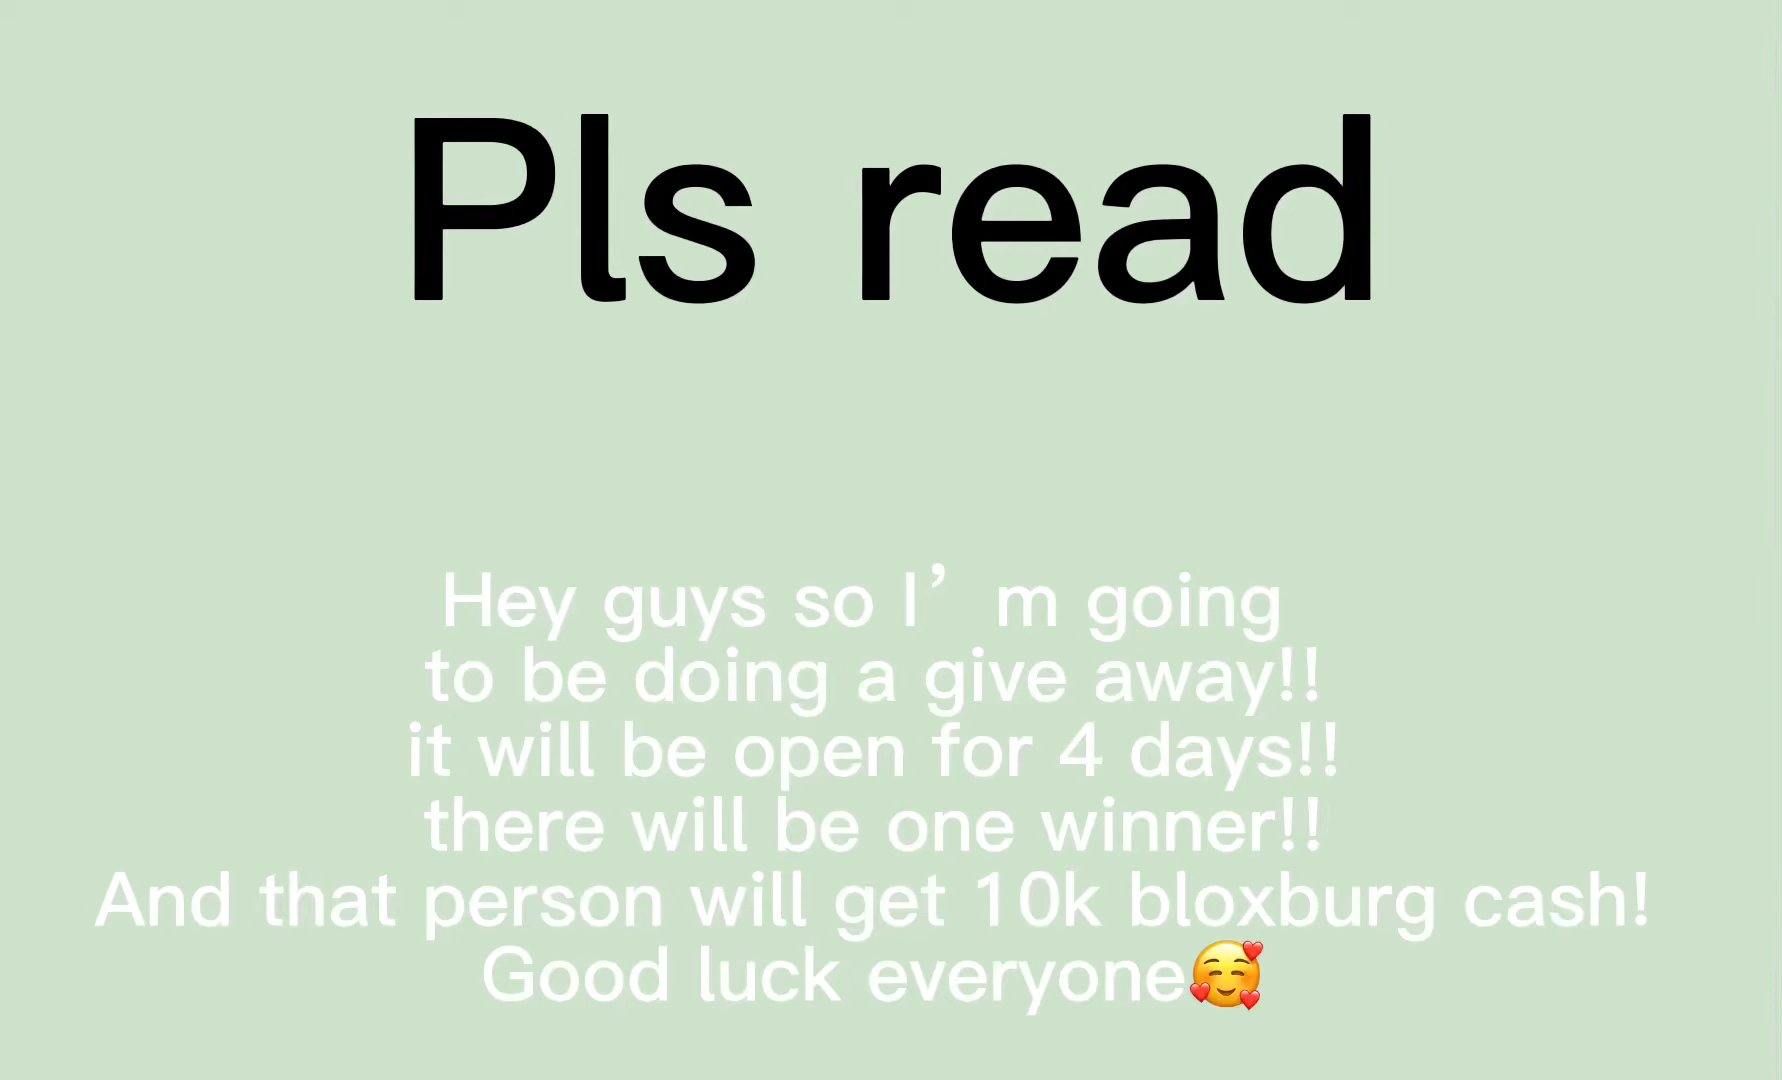 Pls read
Hey guys so I’m going
to be doing a give away!!
it will be open for 4 days!!
there will be one winner!!
And that person will get 10k bloxburg cash!
Good luck everyone🥰